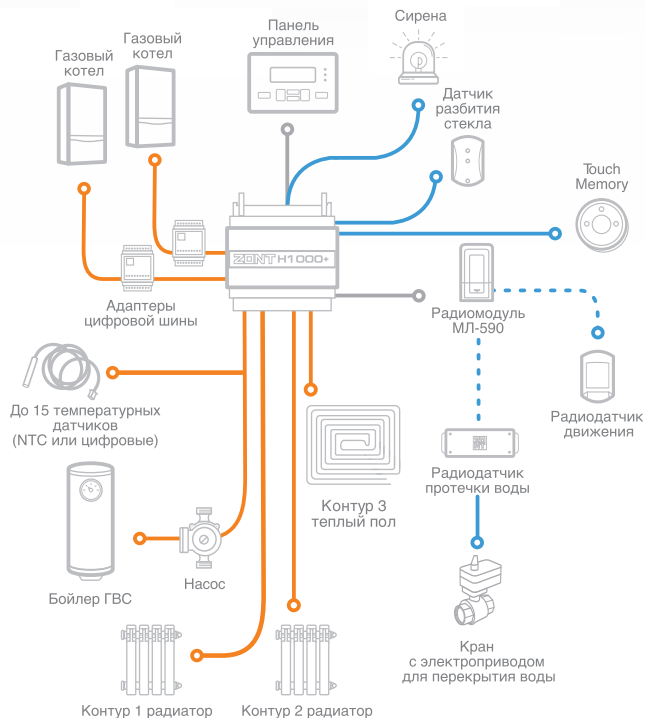 Сирена
Панель
управления
Газовый
котел
Газовый
котел
Датчик
разбития
стекла
Touch
Memory
ZONT H1000+
Адаптеры
цифровой шины
Радиомодуль
МЛ-590
До 15 температурных
датчиков
(NTC или цифровые)
Радиодатчик
движения
Радиодатчик
протечки воды
Контур 3
теплый пол
Насос
Бойлер ГВС
Кран
с электроприводом
для перекрытия воды
Контур 1 радиатор
Контур 2 радиатор